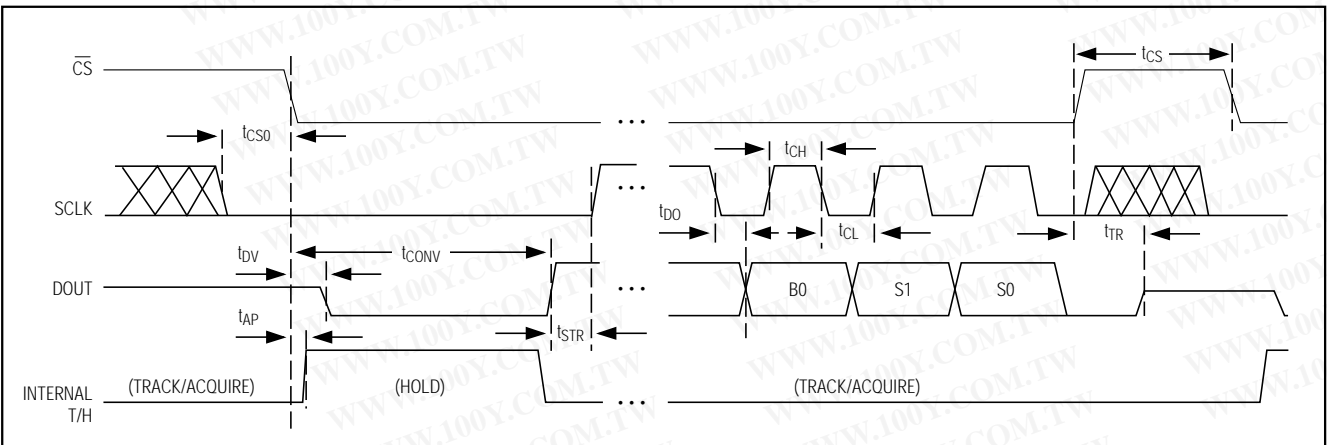 CS
tCS
tCS0
tCH
SCLK
tDO
tCL
tTR
tDV
tCONV
DOUT
B0
S1
S0
tAP
tSTR
INTERNAL
T/H
(TRACK/ACQUIRE)
(HOLD)
(TRACK/ACQUIRE)
WWW.100Y.COM.TW